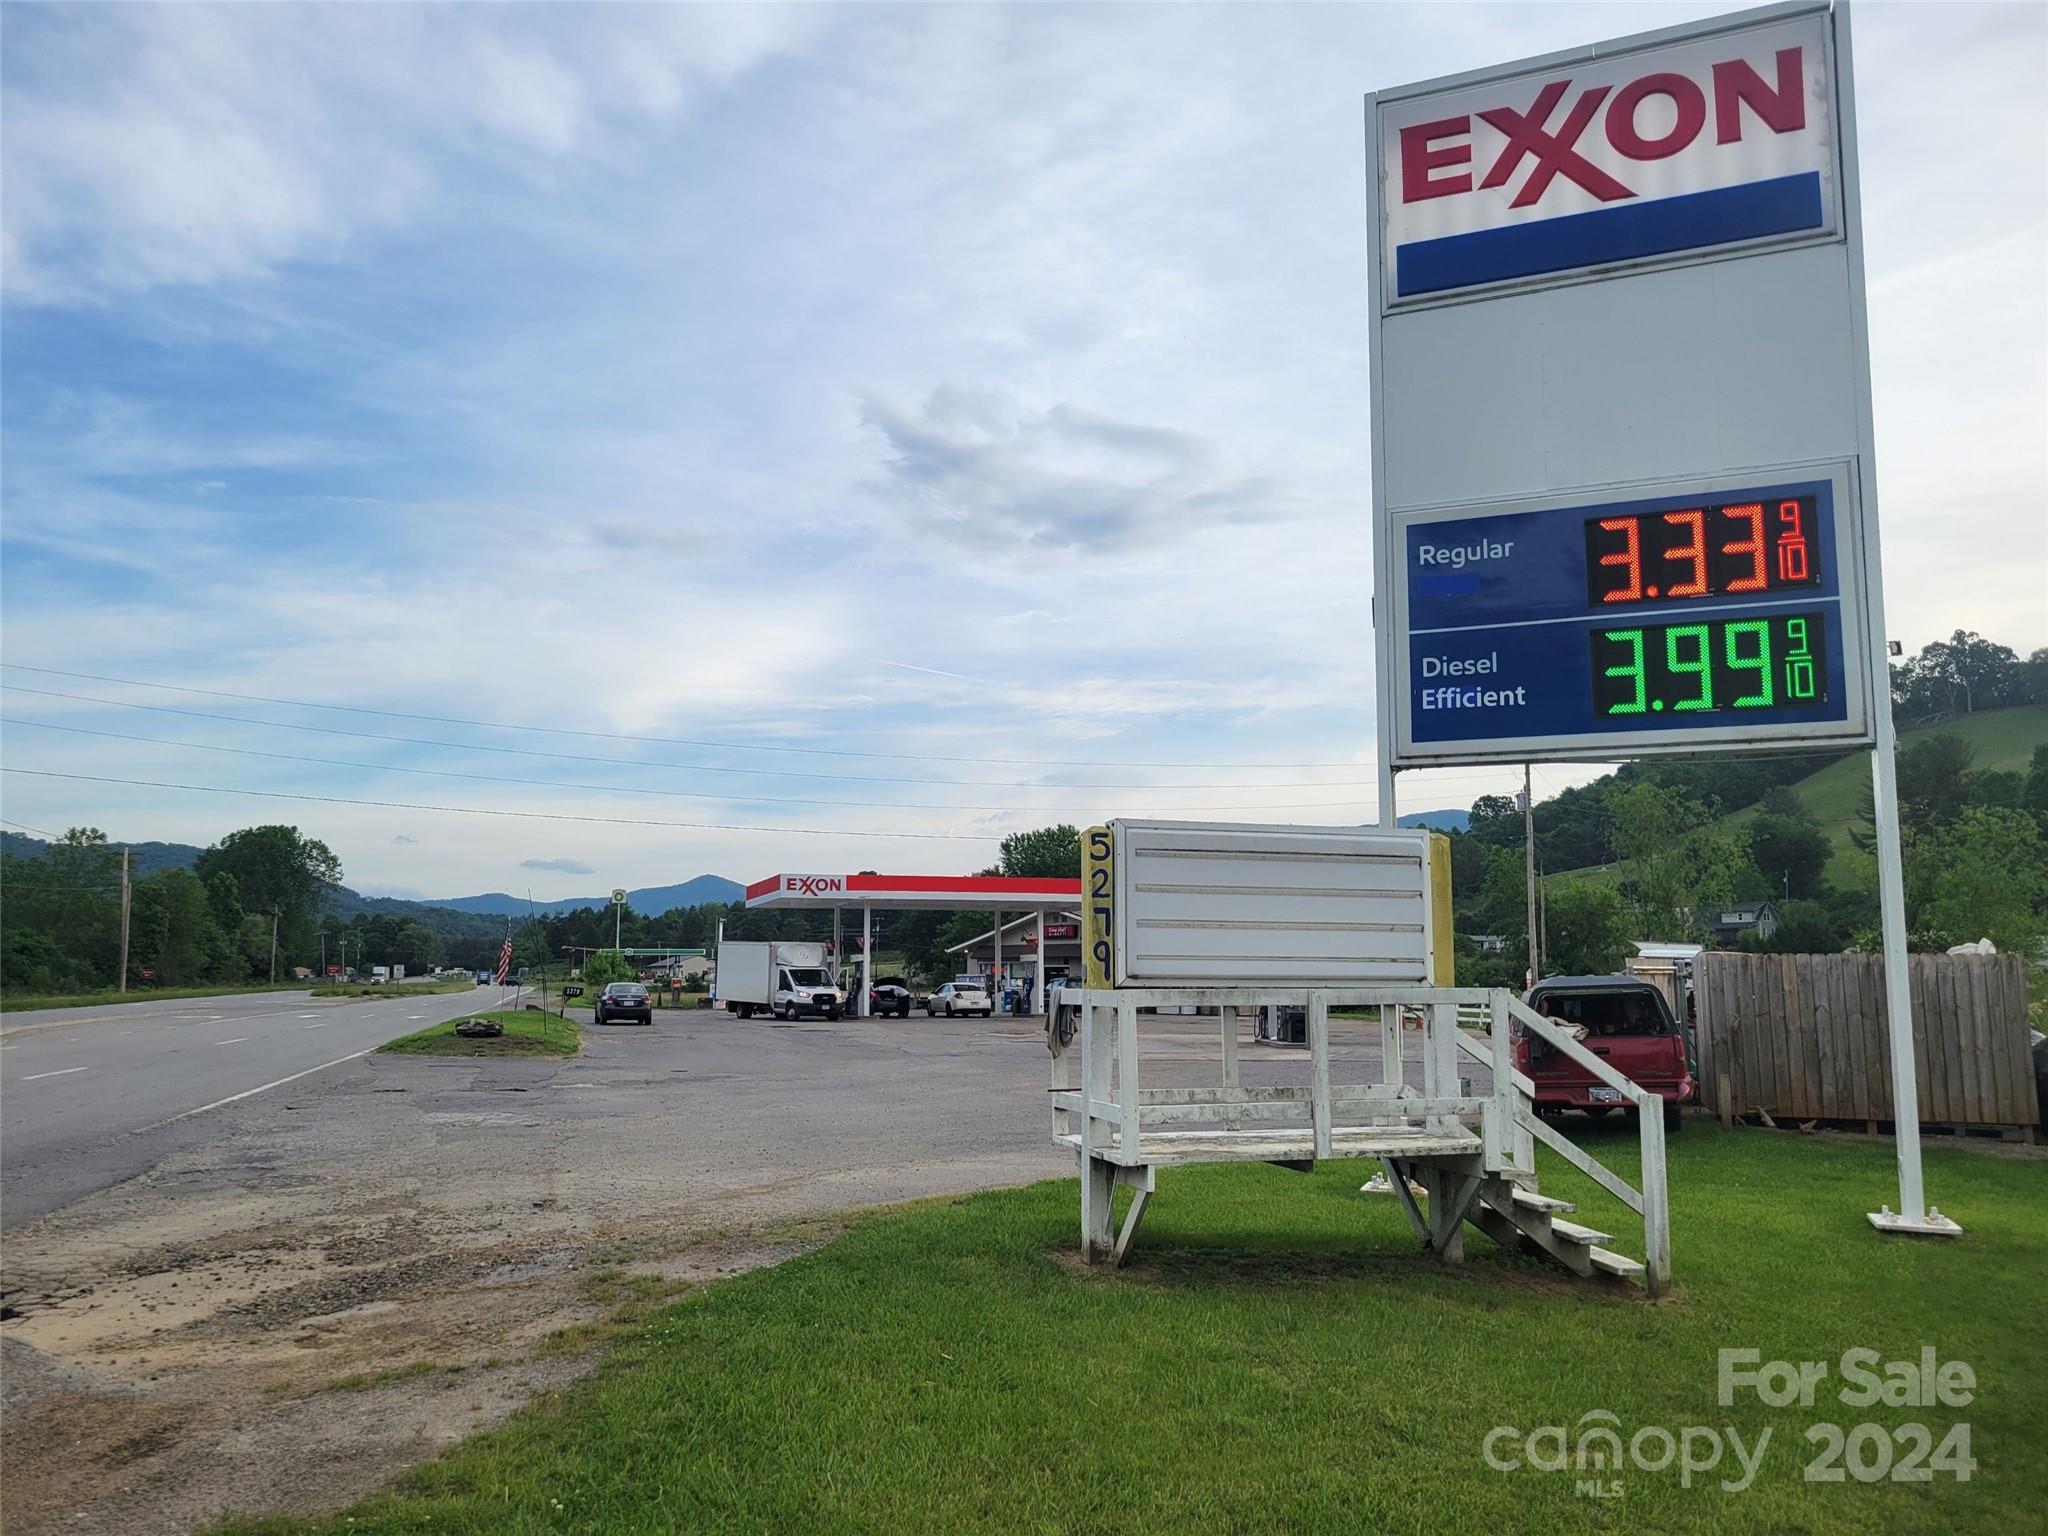 EXXON
Regular 3.33 9/10
Diesel
Efficient 3.99 9/10
EXXON
5279
5279
For Sale
canopy 2024
MLS